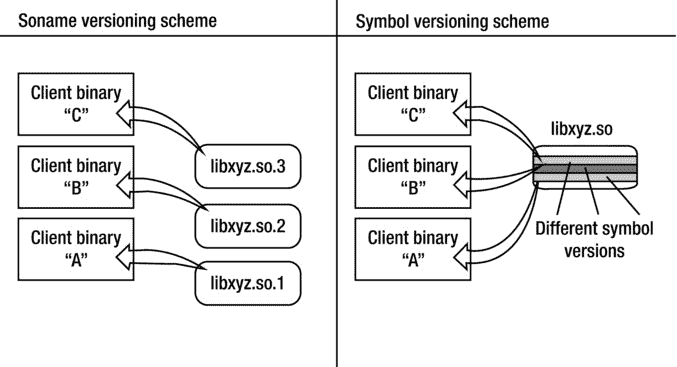 Soname versioning scheme
Client binary
“C”
Client binary
“B”
Client binary
“A”
libxyz.so.3
libxyz.so.2
libxyz.so.1
Symbol versioning scheme
Client binary
“C”
Client binary
“B”
Client binary
“A”
libxyz.so
Different symbol
versions